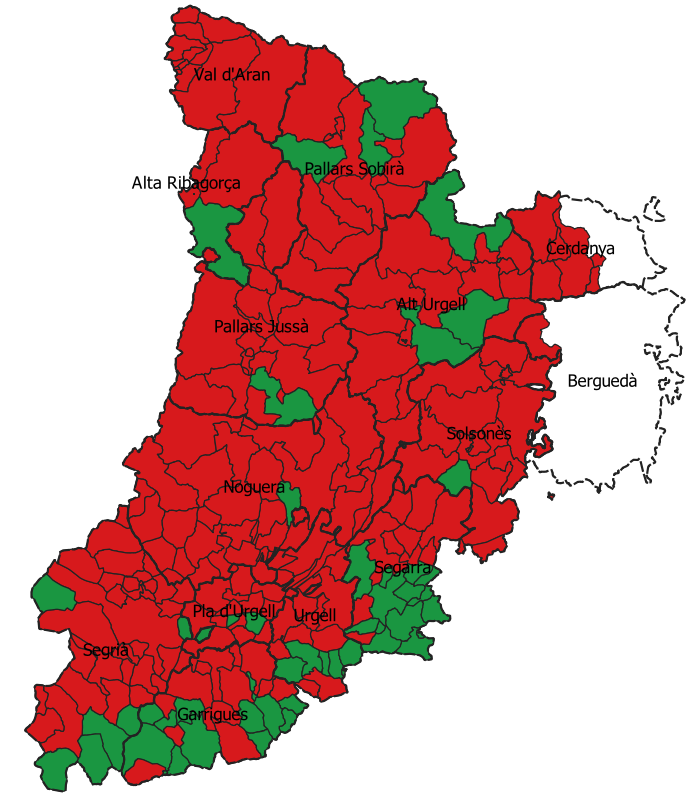 Val d'Aran
Pallars Sobirà
Alta Ribagorça
Cerdanya
Alt Urgell
Pallars Jussà
Berguedà
Solsonès
Noguera
Segarra
Pla d'Urgell
Urgell
Segrià
Garrigues